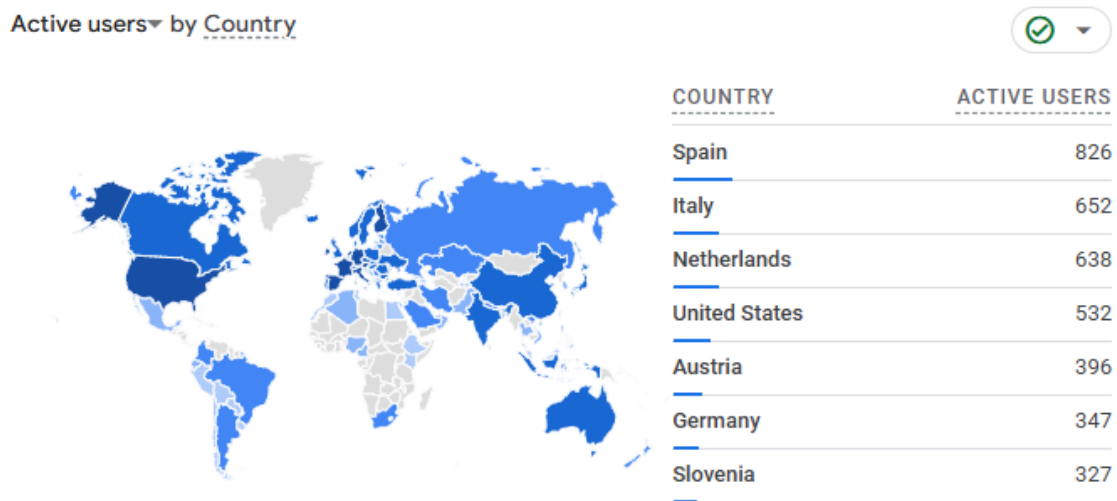 Active users by Country
COUNTRY ACTIVE USERS
Spain 826
Italy 652
Netherlands 638
United States 532
Austria 396
Germany 347
Slovenia 327